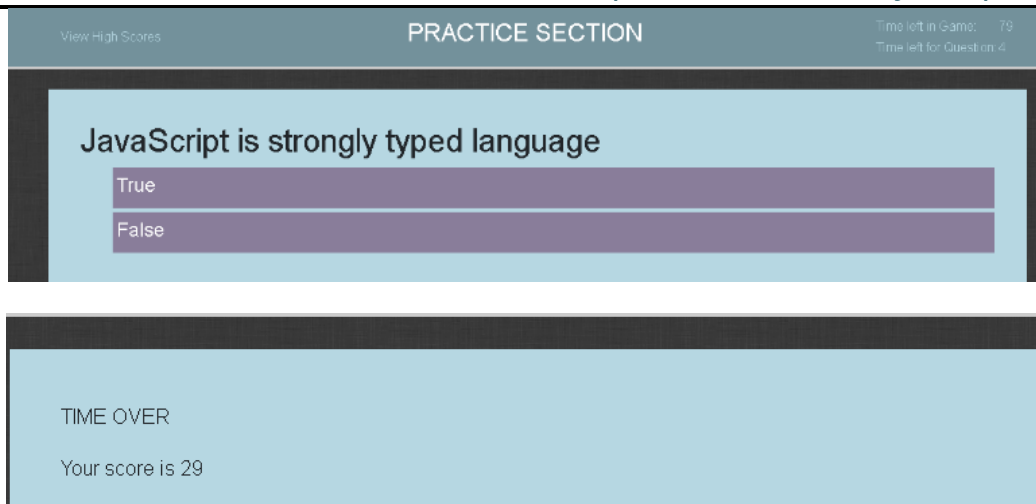 View High Scores
PRACTICE SECTION
Time left in Game: 79
Time left for Question: 4
JavaScript is strongly typed language
True
False
TIME OVER
Your score is 29